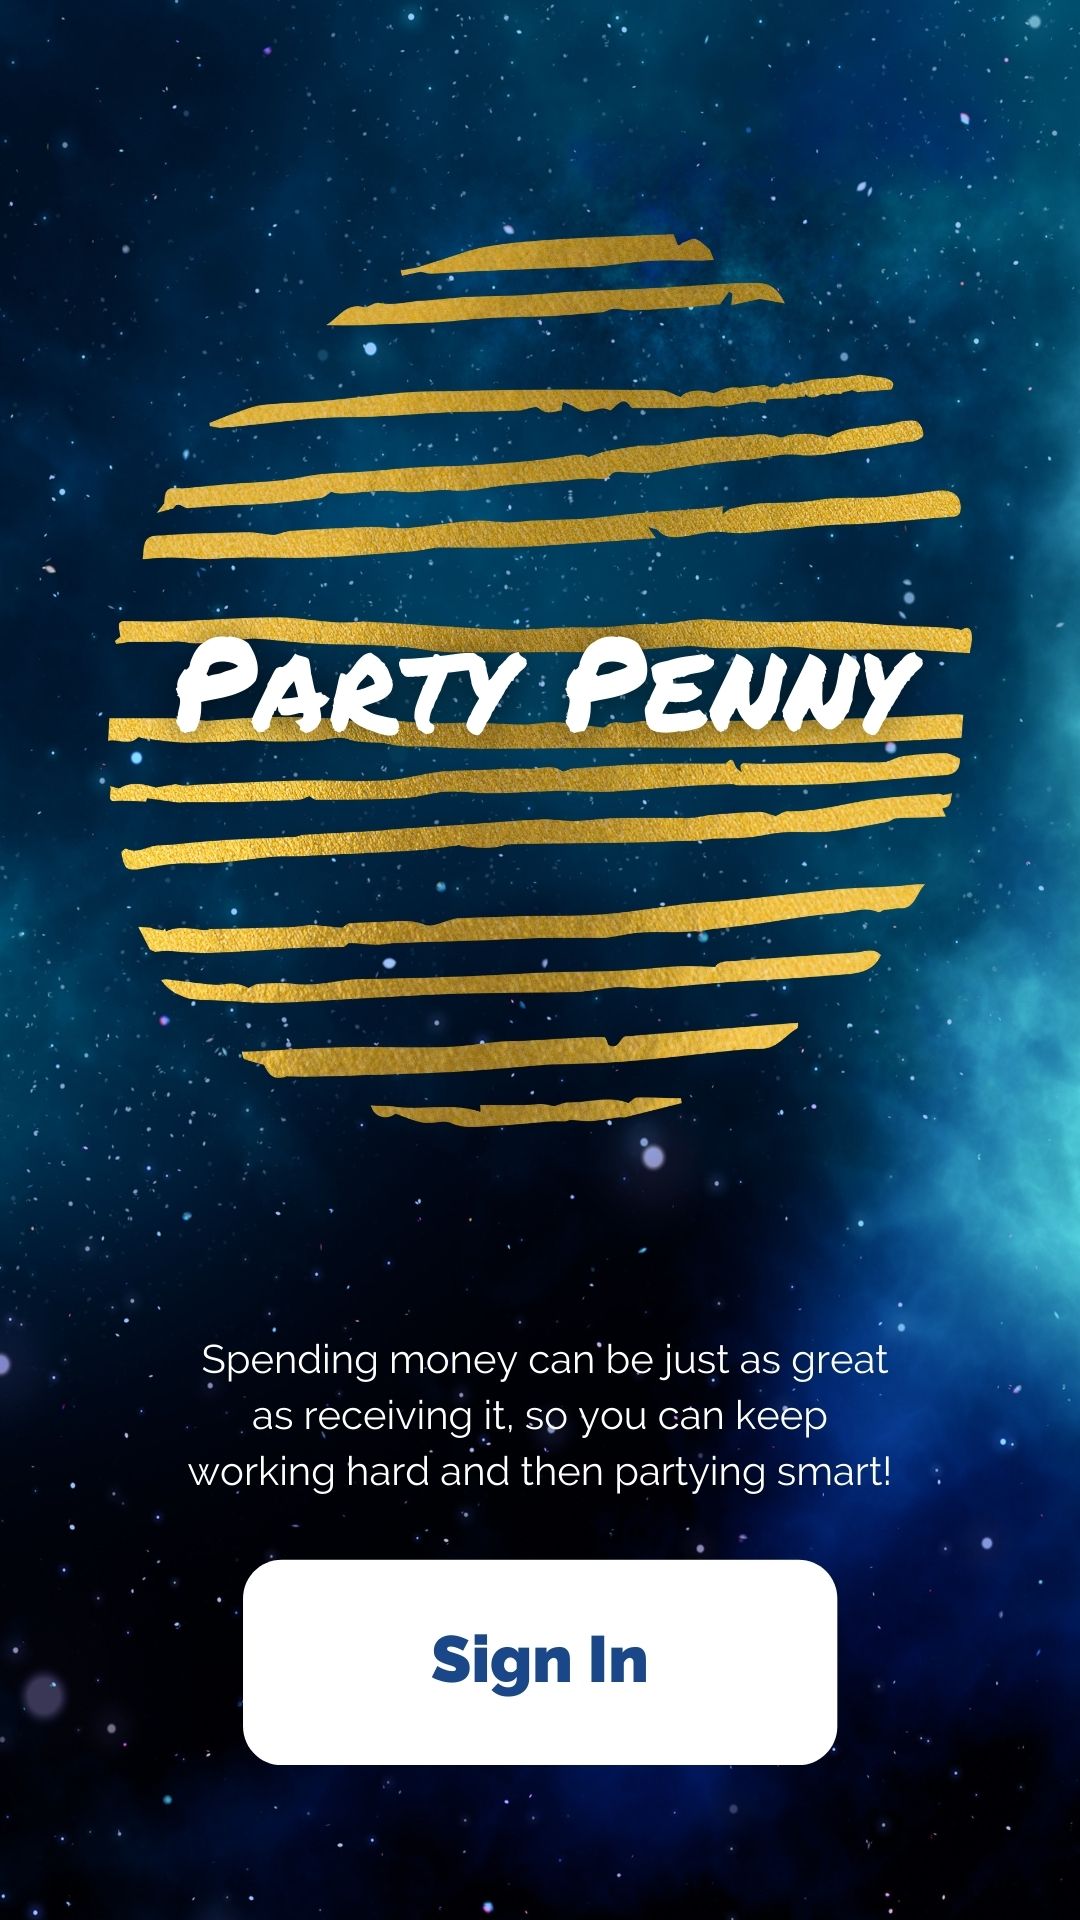 Party Penny
Spending money can be just as great
as receiving it, so you can keep
working hard and then partying smart!
Sign In